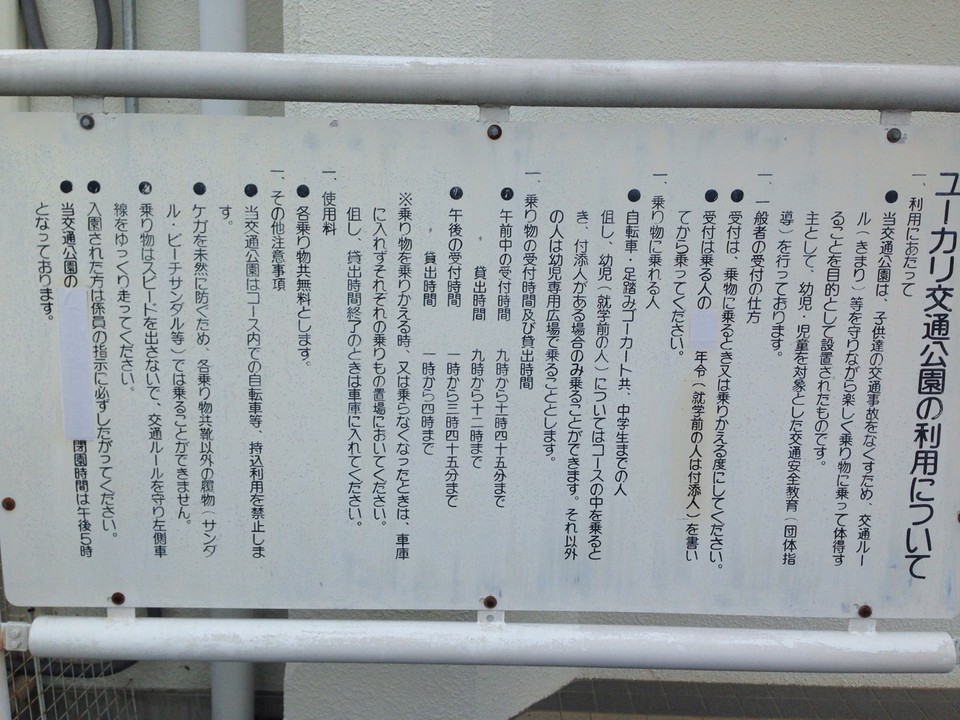 ユーカリ交通公園の利用について
一、利用にあたって
●当交通公園は、子供達の交通事故をなくすため、交通ルー
ル（きまり）等を守りながら楽しく乗り物に乗って体得す
ることを目的として設置されたものです。
主として、幼児・児童を対象とした交通安全教育（団体指
導）を行っております。
一、一般者の受付の仕方
●受付は、乗物に乗るとき又は乗りかえる度にしてください。
●受付は乗る人の 年令（就学前の人は付添人）を書い
てから乗ってください。
一、乗り物に乗れる人
●自転車・足踏みゴーカート共、中学生までの人
但し、幼児（就学前の人）についてはコースの中を乗ると
き、付添人がある場合のみ乗ることができます。それ以外
の人は幼児専用広場で乗ることとします。
一、乗り物の受付時間及び貸出時間
●午前中の受付時間 九時から十一時四十五分まで
貸出時間 九時から十二時まで
●午後の受付時間 一時から三時四十五分まで
貸出時間 一時から四時まで
※乗り物を乗りかえる時、又は乗らなくなったときは、車庫
に入れずそれぞれの乗りもの置場においてください。
但し、貸出時間終了のときは車庫に入れてください。
一、使用料
●各乗り物共無料とします。
一、その他注意事項
●当交通公園はコース内での自転車等、持込利用を禁止しま
す。
●ケガを未然に防ぐため、各乗り物共靴以外の履物（サンダ
ル・ビーチサンダル等）では乗ることができません。
●乗り物はスピードを出さないで、交通ルールを守り左側車
線をゆっくり走ってください。
●入園された方は係員の指示に必ずしたがってください。
●当交通公園の 閉園時間は午後5時
となっております。